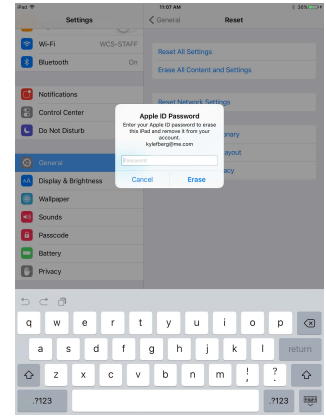 iPad
11:07 AM
36%
Settings
General
Reset
Wi-Fi
WCS-STAFF
Bluetooth
On
Notifications
Control Center
Do Not Disturb
General
Display & Brightness
Wallpaper
Sounds
Passcode
Battery
Privacy
Reset All Settings
Erase All Content and Settings
Reset Network Settings
onary
ayout
acy
Apple ID Password
Enter your Apple ID password to erase
this iPad and remove it from your
account.
kylefberg@me.com
Password
Cancel
Erase
q w e r t y u i o p
a s d f g h j k l return
z x c v b n m ! , ? .
.?123
.?123